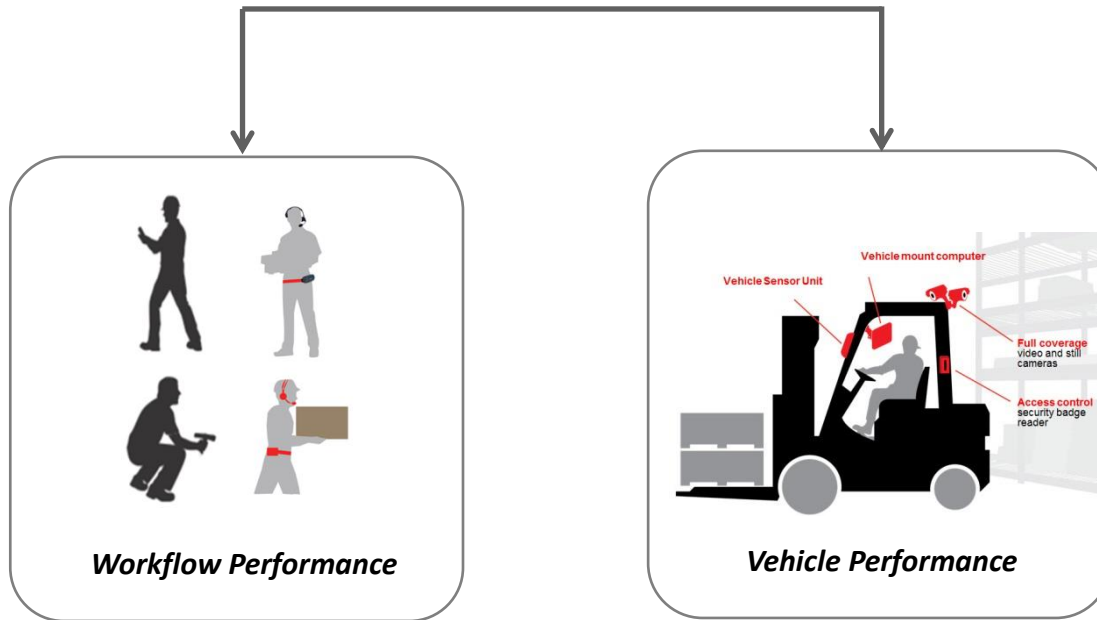 Vehicle mount computer
Vehicle Sensor Unit
Full coverage
video and still
cameras
Access control
security badge
reader
Workflow Performance
Vehicle Performance